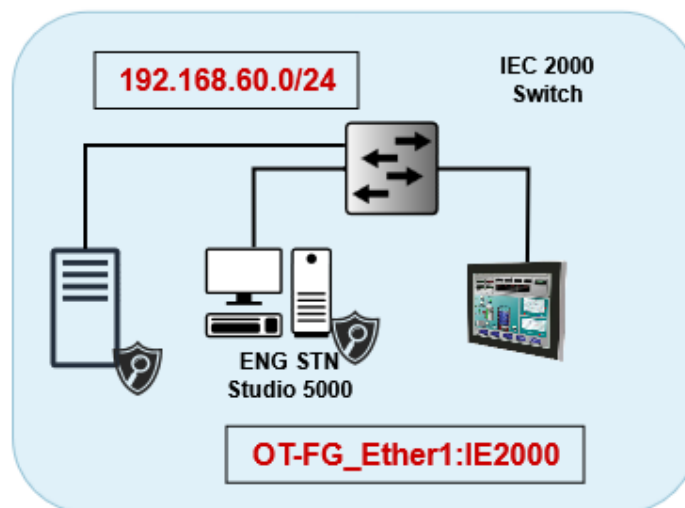 192.168.60.0/24
IEC 2000
Switch
ENG STN
Studio 5000
OT-FG_Ether1:IE2000